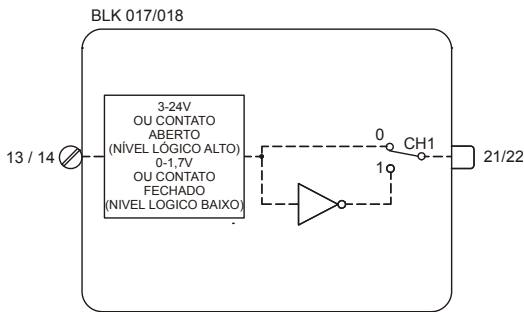 BLK 017/018
3-24V
OU CONTATO
ABERTO
(NÍVEL LÓGICO ALTO)
0-1,7V
OU CONTATO
FECHADO
(NIVEL LOGICO BAIXO)
13 / 14
0
CH1
1
21/22